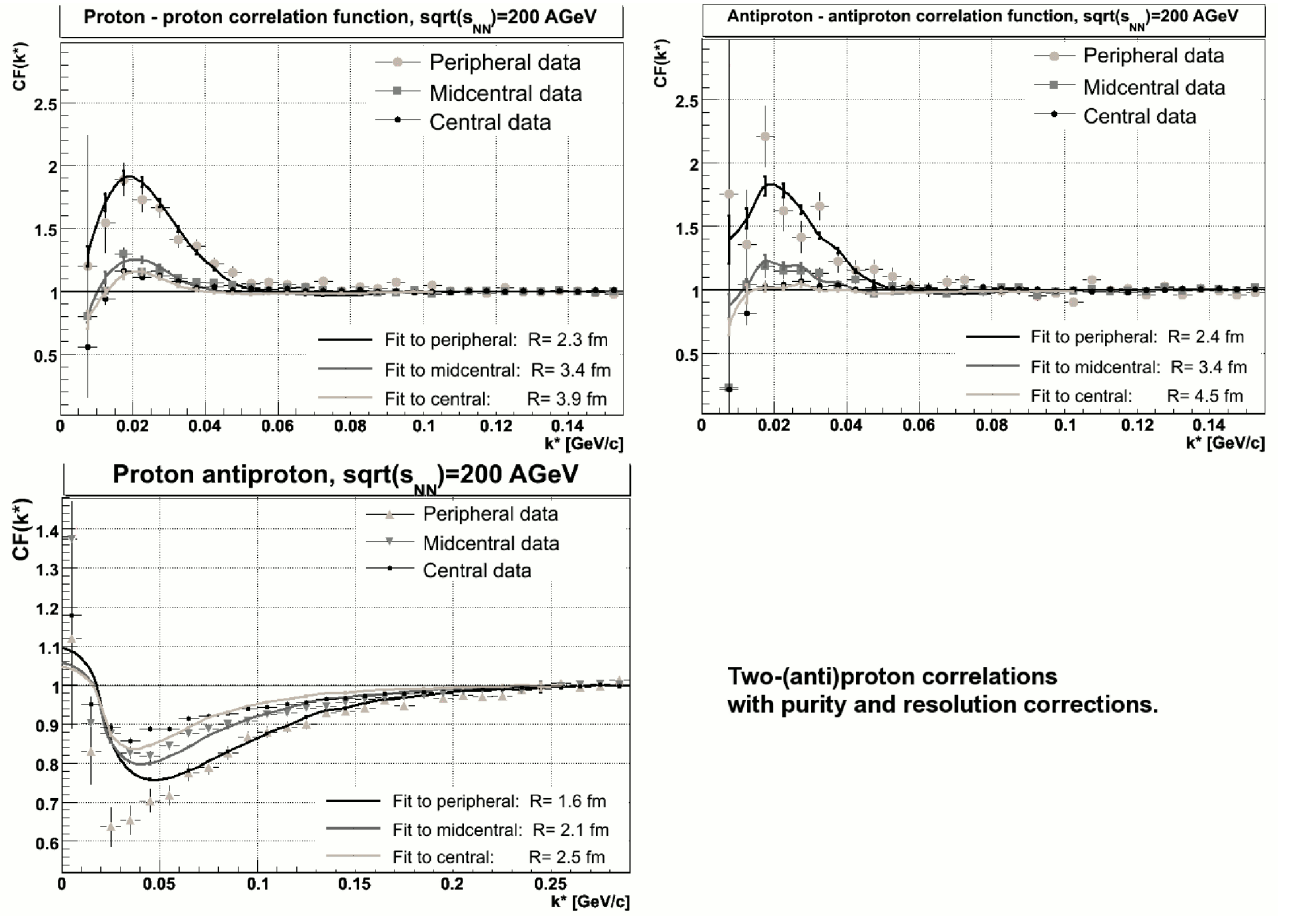 Proton - proton correlation function, sqrt(s_NN)=200 AGeV
CF(k*)
Peripheral data
Midcentral data
Central data
2.5
2
1.5
1
0.5
Fit to peripheral: R= 2.3 fm
Fit to midcentral: R= 3.4 fm
Fit to central: R= 3.9 fm
0 0.02 0.04 0.06 0.08 0.1 0.12 0.14
k* [GeV/c]
Antiproton - antiproton correlation function, sqrt(s_NN)=200 AGeV
CF(k*)
Peripheral data
Midcentral data
Central data
2.5
2
1.5
1
0.5
Fit to peripheral: R= 2.4 fm
Fit to midcentral: R= 3.4 fm
Fit to central: R= 4.5 fm
0 0.02 0.04 0.06 0.08 0.1 0.12 0.14
k* [GeV/c]
Proton antiproton, sqrt(s_NN)=200 AGeV
CF(k*)
Peripheral data
Midcentral data
Central data
1.4
1.3
1.2
1.1
1
0.9
0.8
0.7
0.6
Fit to peripheral: R= 1.6 fm
Fit to midcentral: R= 2.1 fm
Fit to central: R= 2.5 fm
0 0.05 0.1 0.15 0.2 0.25
k* [GeV/c]
Two-(anti)proton correlations
with purity and resolution corrections.